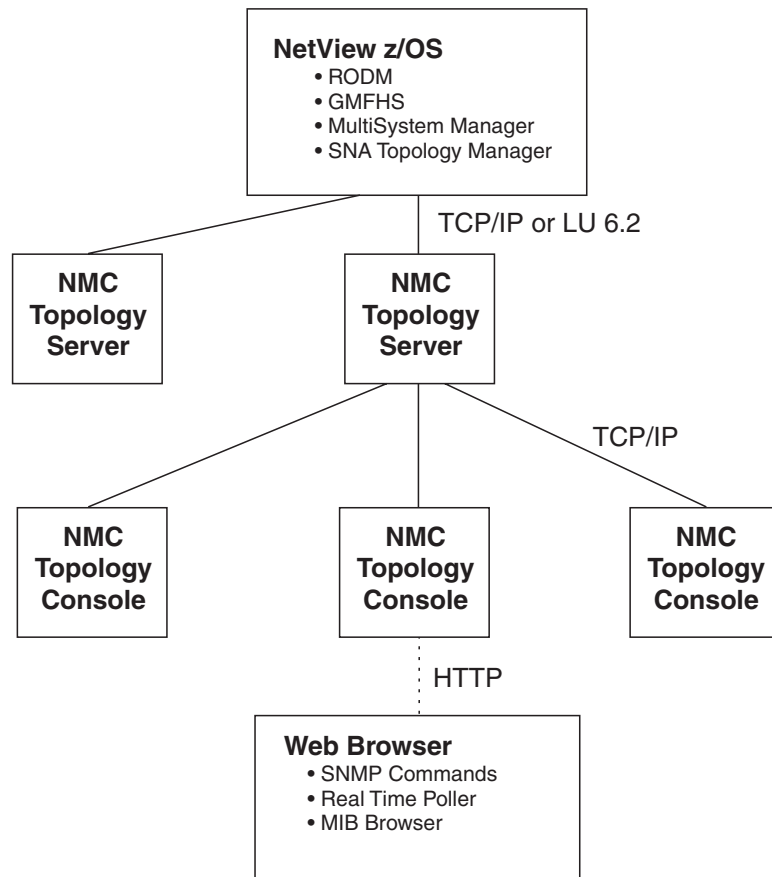 NetView z/OS
• RODM
• GMFHS
• MultiSystem Manager
• SNA Topology Manager
TCP/IP or LU 6.2
NMC
Topology
Server
NMC
Topology
Server
TCP/IP
NMC
Topology
Console
NMC
Topology
Console
NMC
Topology
Console
HTTP
Web Browser
• SNMP Commands
• Real Time Poller
• MIB Browser